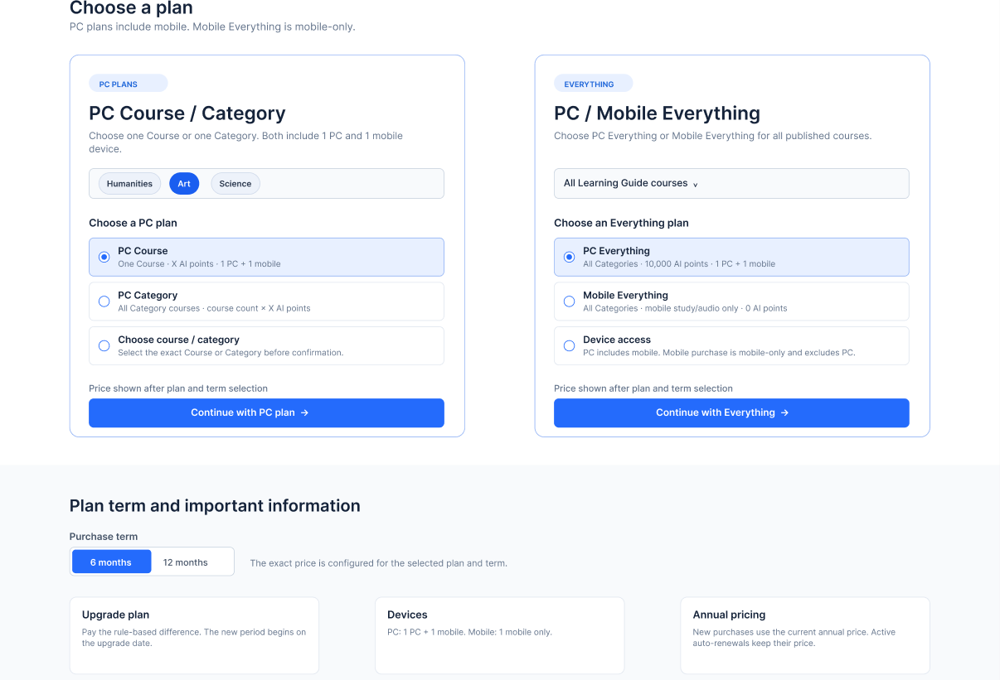 Choose a plan
PC plans include mobile. Mobile Everything is mobile-only.
PC PLANS
PC Course / Category
Choose one Course or one Category. Both include 1 PC and 1 mobile
device.
Humanities Art Science
Choose a PC plan
PC Course
One Course · X AI points · 1 PC + 1 mobile
PC Category
All Category courses · course count × X AI points
Choose course / category
Select the exact Course or Category before confirmation.
Price shown after plan and term selection
Continue with PC plan →
EVERYTHING
PC / Mobile Everything
Choose PC Everything or Mobile Everything for all published courses.
All Learning Guide courses
Choose an Everything plan
PC Everything
All Categories · 10,000 AI points · 1 PC + 1 mobile
Mobile Everything
All Categories · mobile study/audio only · 0 AI points
Device access
PC includes mobile. Mobile purchase is mobile-only and excludes PC.
Price shown after plan and term selection
Continue with Everything →
Plan term and important information
Purchase term
6 months 12 months
The exact price is configured for the selected plan and term.
Upgrade plan
Pay the rule-based difference. The new period begins on
the upgrade date.
Devices
PC: 1 PC + 1 mobile. Mobile: 1 mobile only.
Annual pricing
New purchases use the current annual price. Active
auto-renewals keep their price.